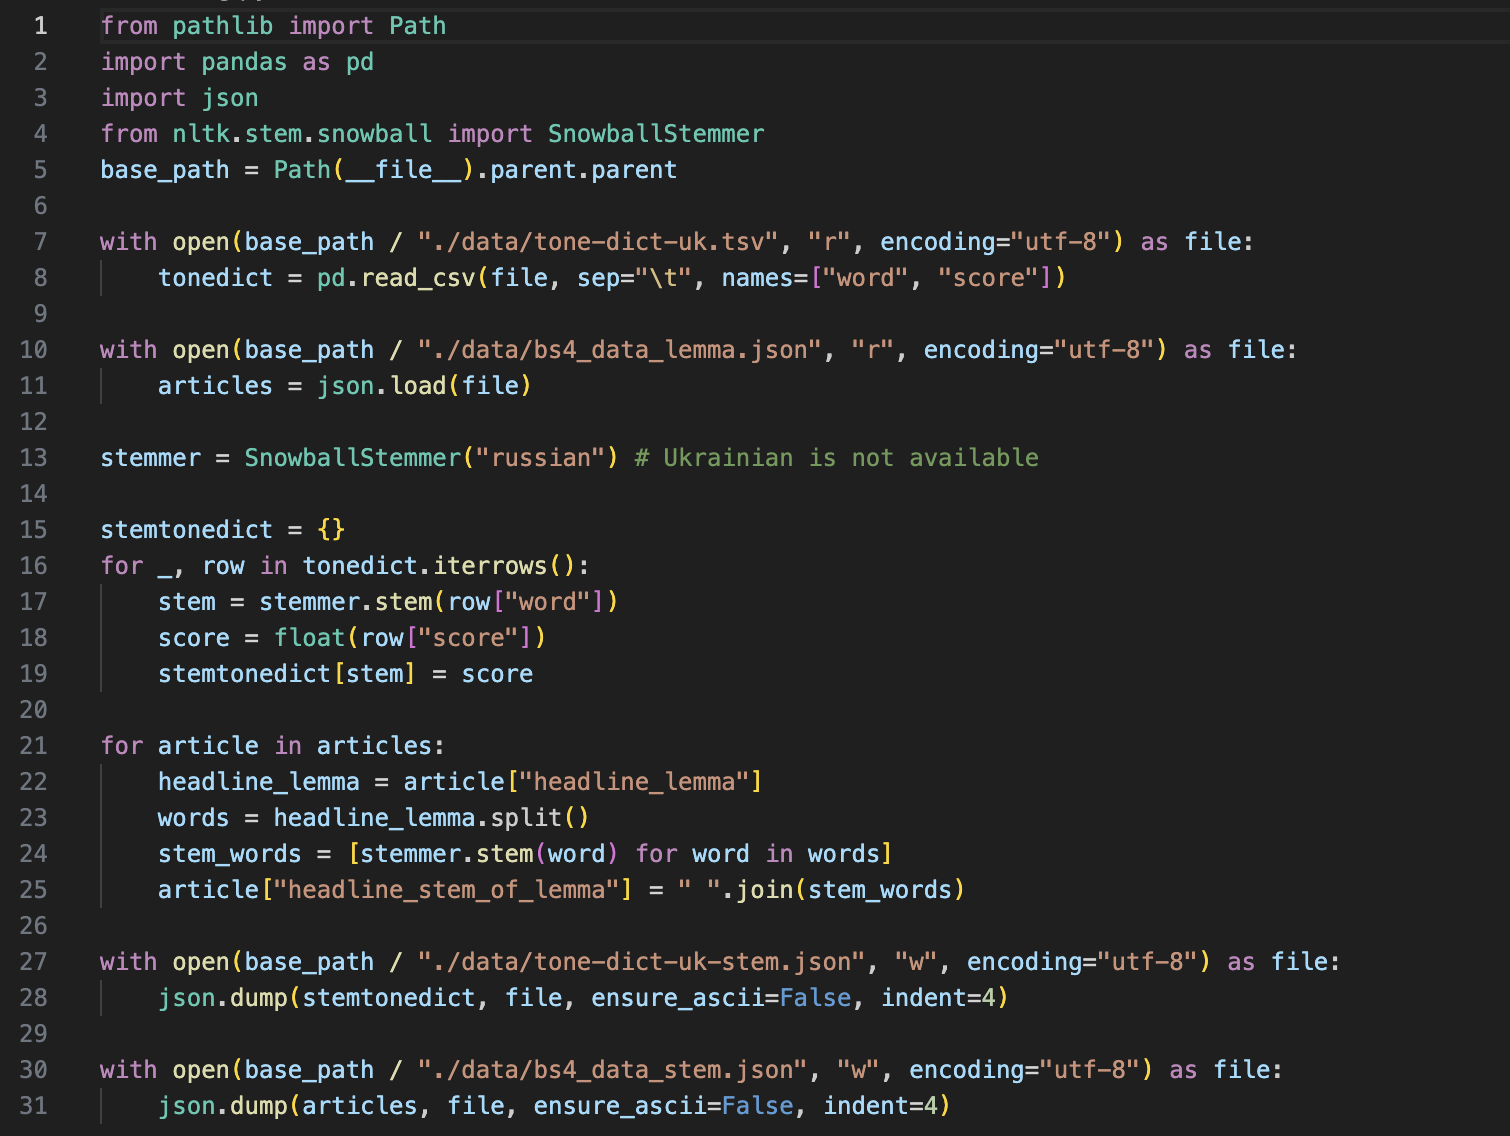 1 from pathlib import Path
2 import pandas as pd
3 import json
4 from nltk.stem.snowball import SnowballStemmer
5 base_path = Path(__file__).parent.parent
6
7 with open(base_path / "./data/tone-dict-uk.tsv", "r", encoding="utf-8") as file:
8     tonedict = pd.read_csv(file, sep="\t", names=["word", "score"])
9
10 with open(base_path / "./data/bs4_data_lemma.json", "r", encoding="utf-8") as file:
11     articles = json.load(file)
12
13 stemmer = SnowballStemmer("russian") # Ukrainian is not available
14
15 stemtonedict = {}
16 for _, row in tonedict.iterrows():
17     stem = stemmer.stem(row["word"])
18     score = float(row["score"])
19     stemtonedict[stem] = score
20
21 for article in articles:
22     headline_lemma = article["headline_lemma"]
23     words = headline_lemma.split()
24     stem_words = [stemmer.stem(word) for word in words]
25     article["headline_stem_of_lemma"] = " ".join(stem_words)
26
27 with open(base_path / "./data/tone-dict-uk-stem.json", "w", encoding="utf-8") as file:
28     json.dump(stemtonedict, file, ensure_ascii=False, indent=4)
29
30 with open(base_path / "./data/bs4_data_stem.json", "w", encoding="utf-8") as file:
31     json.dump(articles, file, ensure_ascii=False, indent=4)